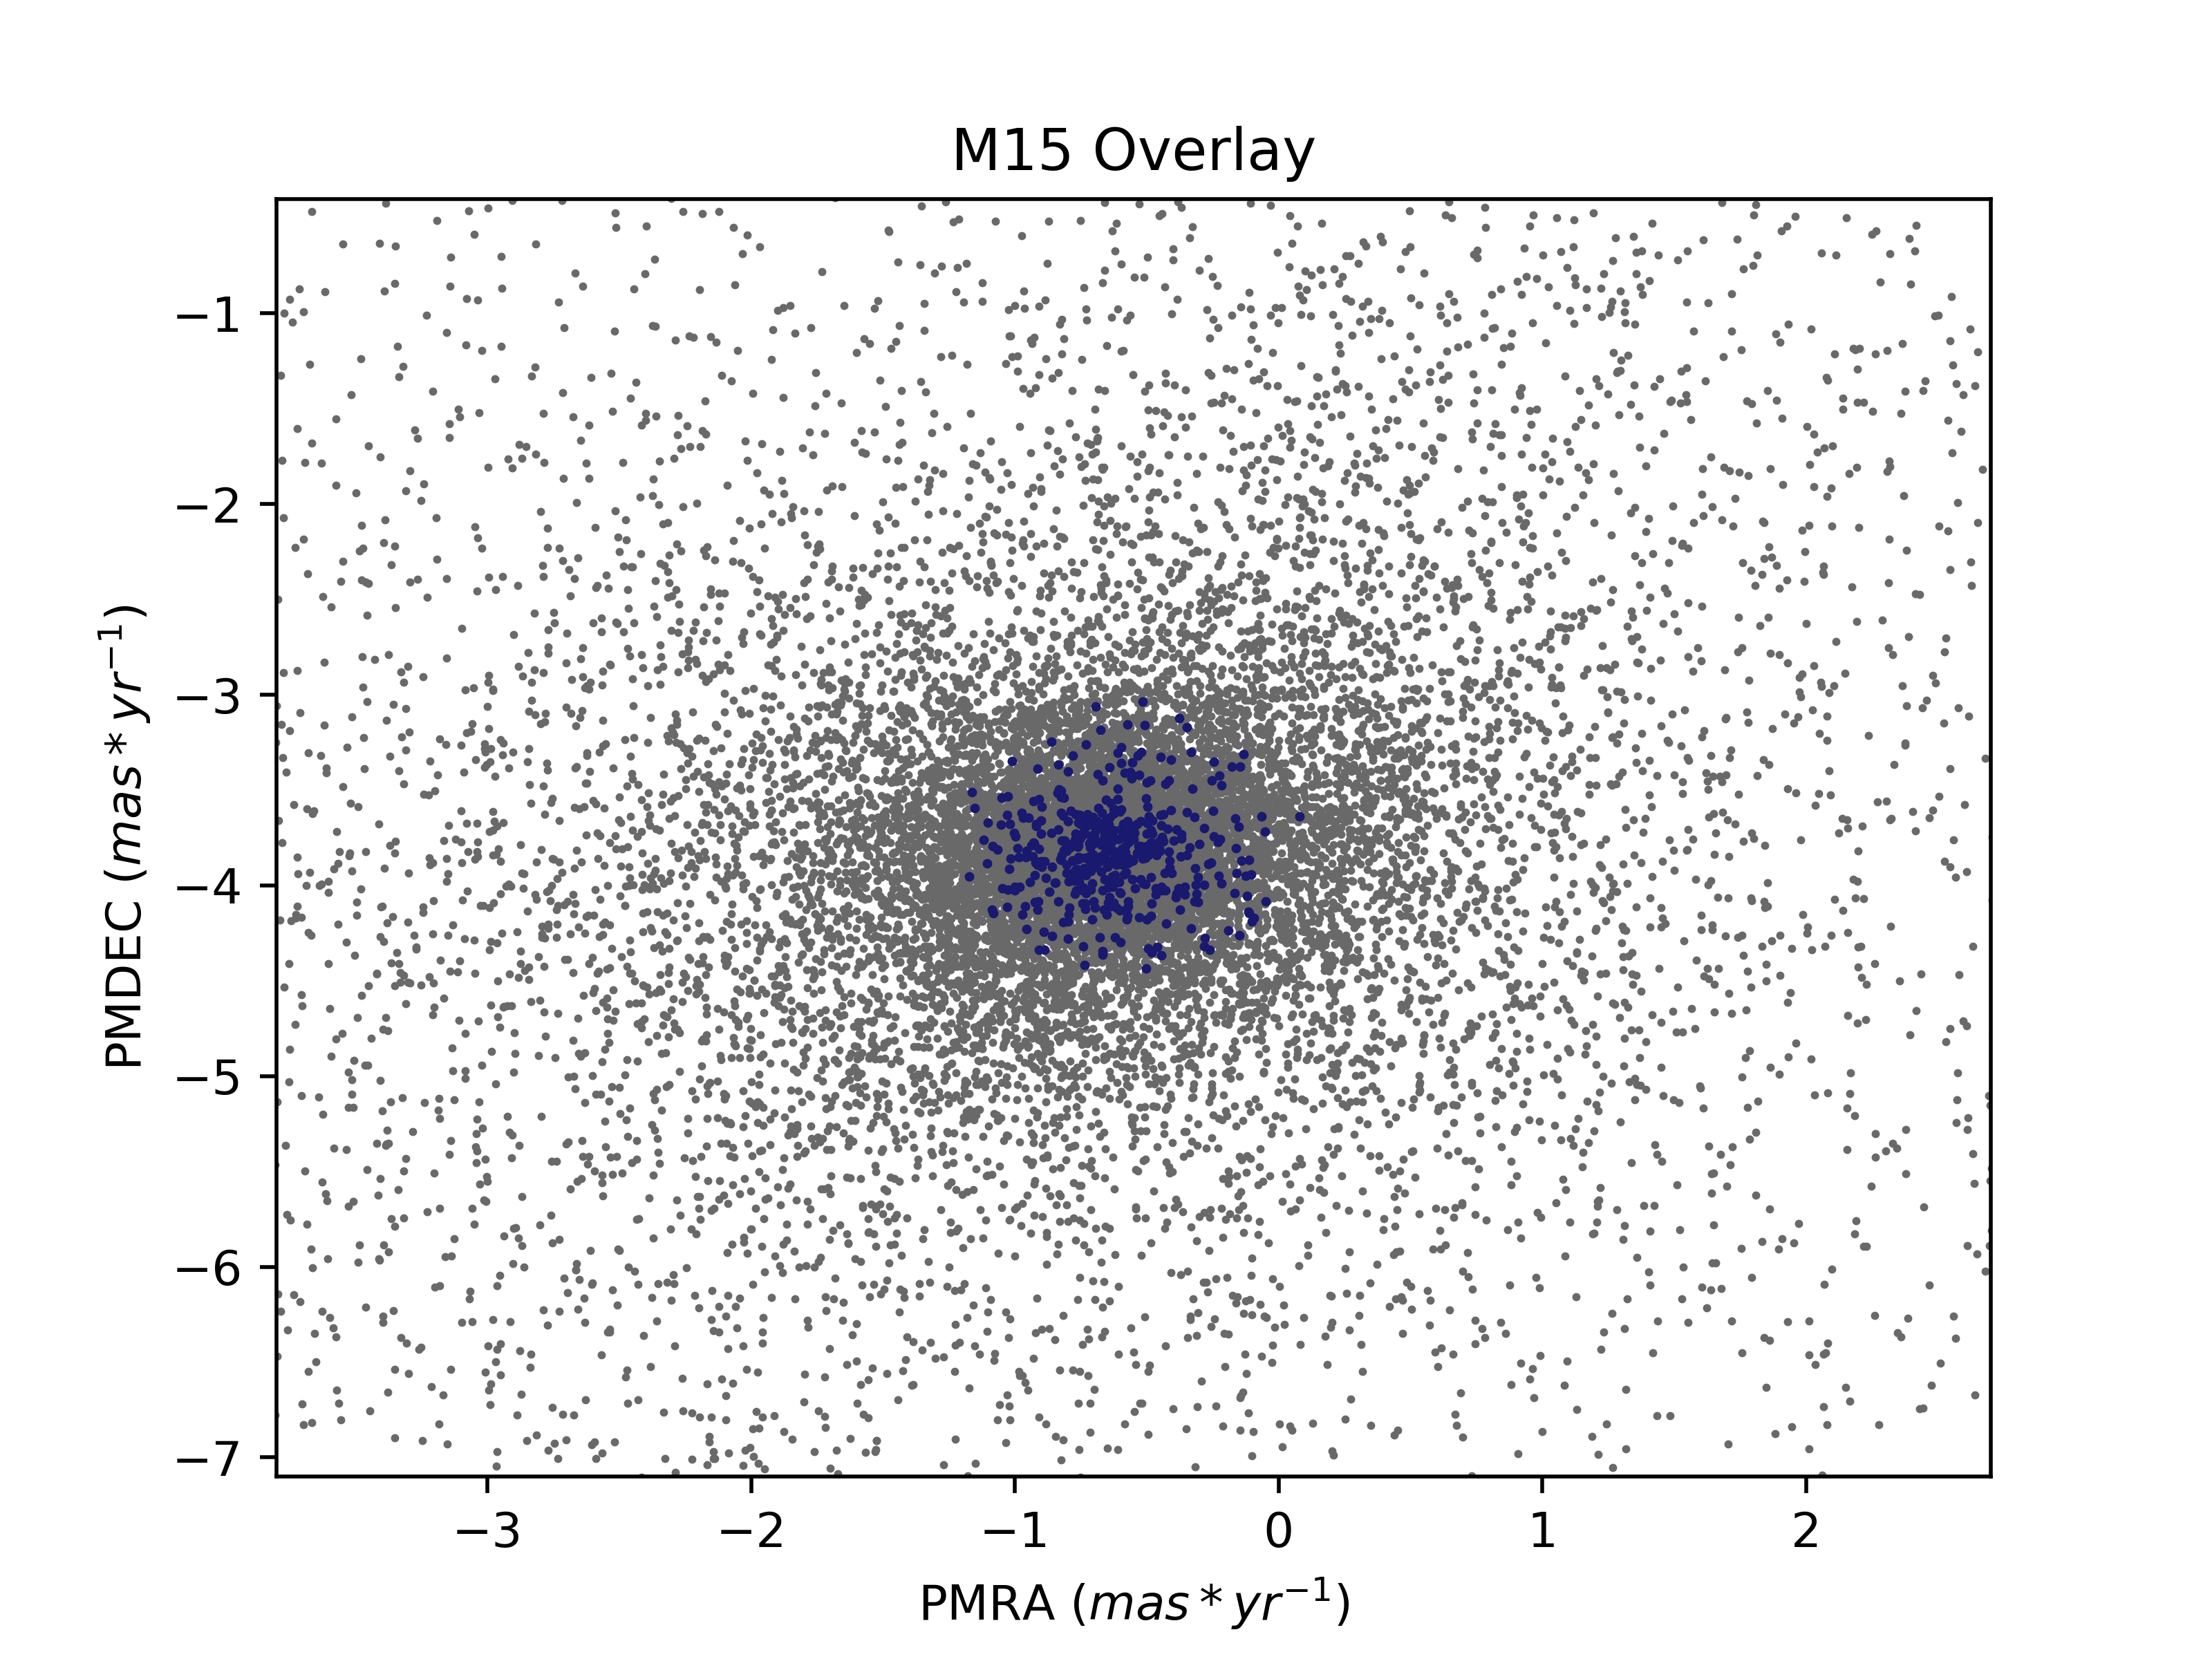 M15 Overlay
PMDEC (mas * yr⁻¹)
−1
−2
−3
−4
−5
−6
−7
−3 −2 −1 0 1 2
PMRA (mas * yr⁻¹)